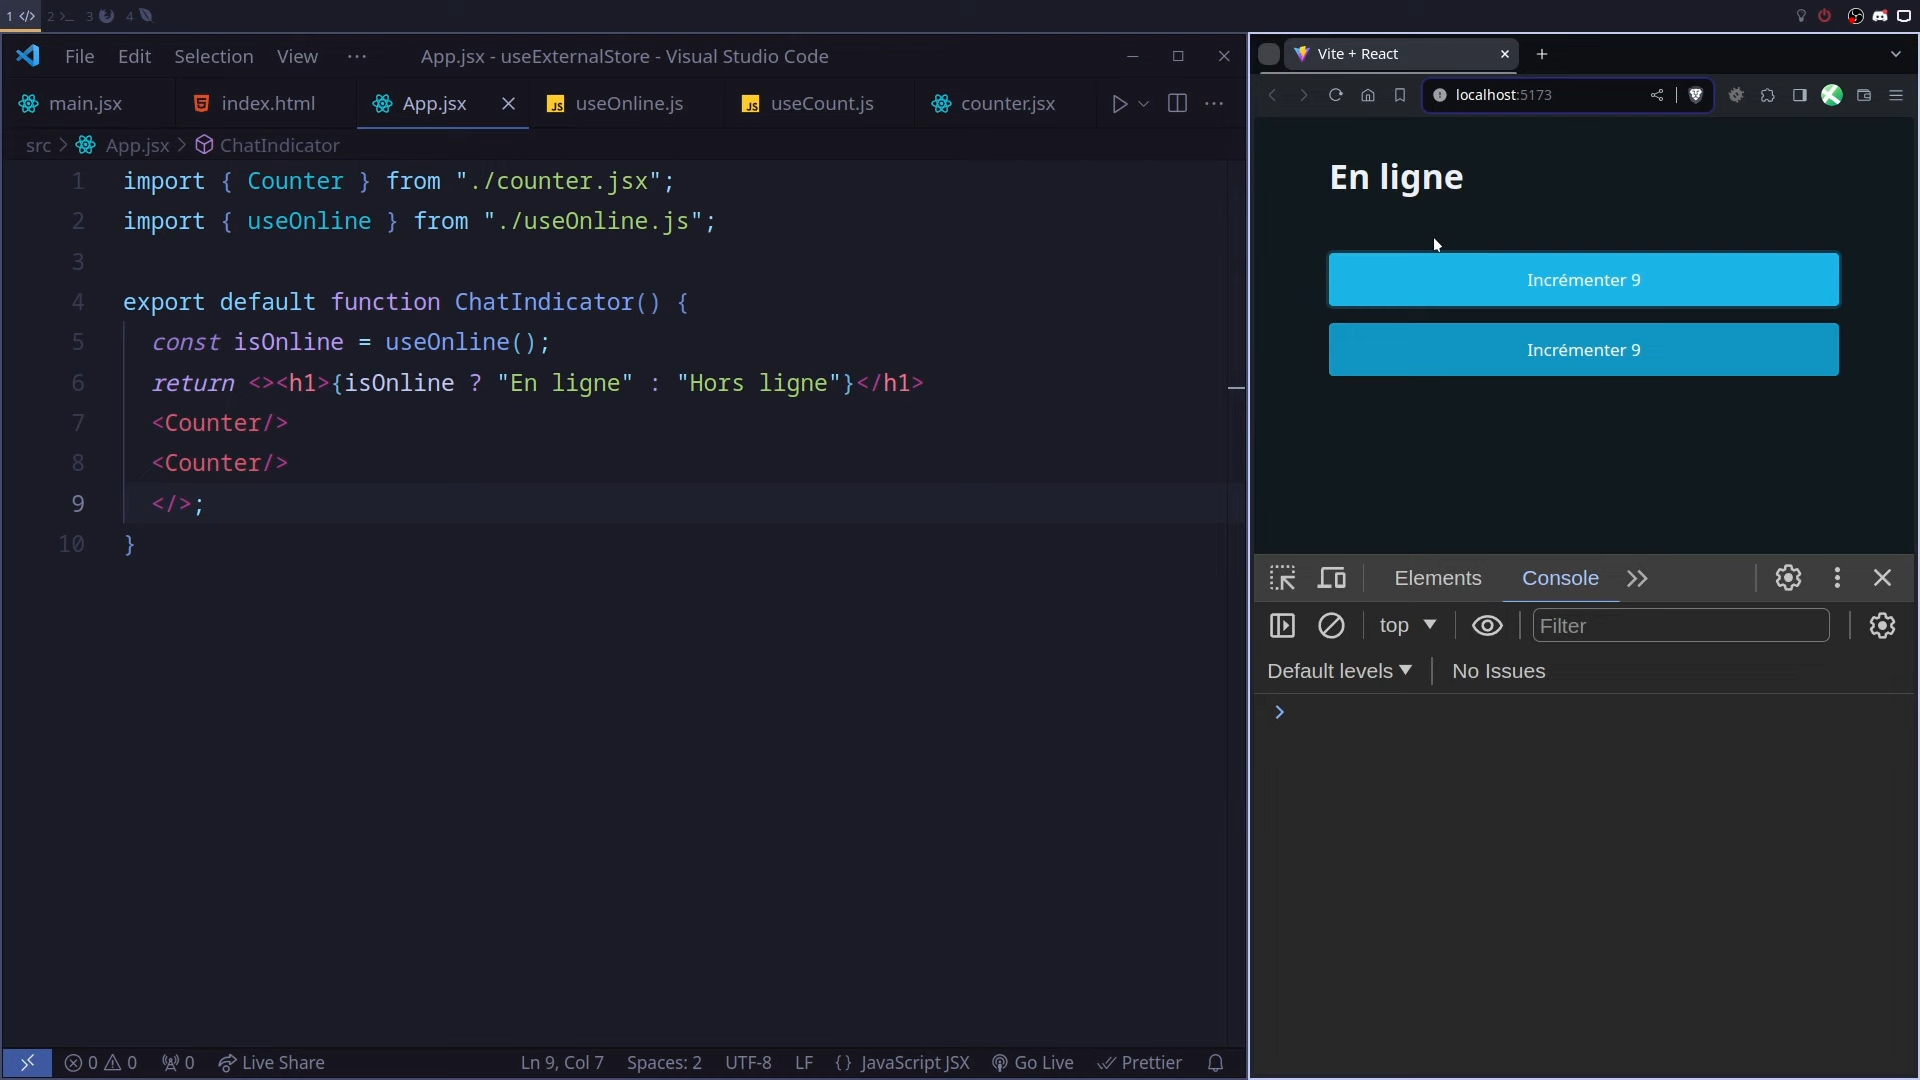 1 </> 2 >_ 3 4
File Edit Selection View ··· App.jsx - useExternalStore - Visual Studio Code
main.jsx index.html App.jsx useOnline.js useCount.js counter.jsx
src > App.jsx > ChatIndicator
1 import { Counter } from "./counter.jsx";
2 import { useOnline } from "./useOnline.js";
3
4 export default function ChatIndicator() {
5 const isOnline = useOnline();
6 return <><h1>{isOnline ? "En ligne" : "Hors ligne"}</h1>
7 <Counter/>
8 <Counter/>
9 </>;
10 }
0 0 0 Live Share Ln 9, Col 7 Spaces: 2 UTF-8 LF {} JavaScript JSX Go Live Prettier
Vite + React
localhost:5173
En ligne
Incrémenter 9
Incrémenter 9
Elements Console
top Filter
Default levels No Issues
>